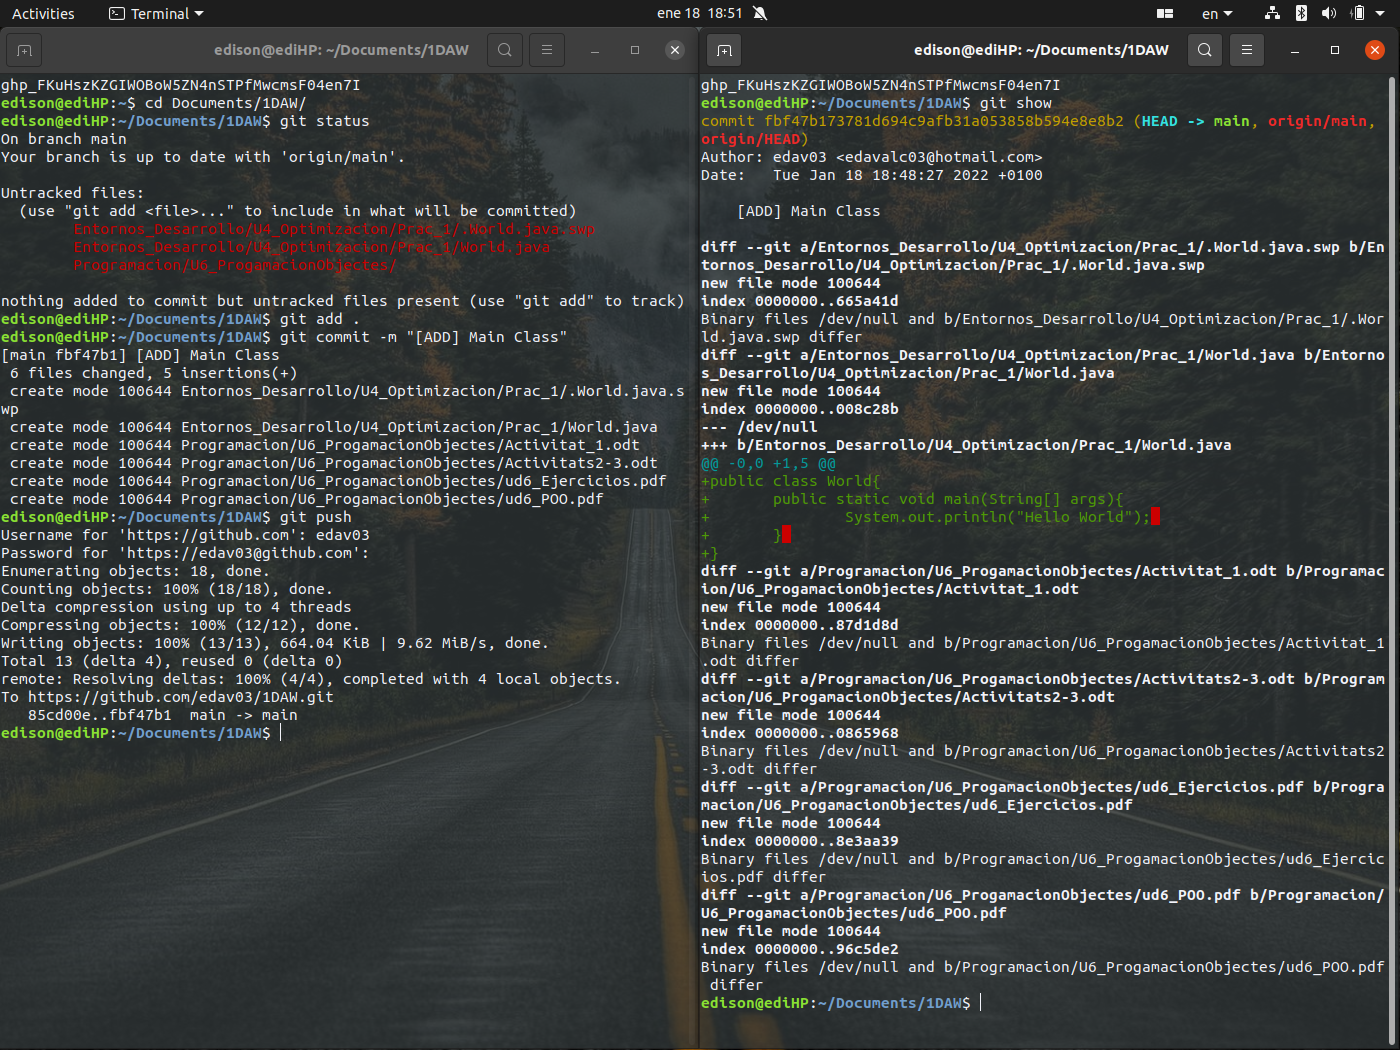 Activities
Terminal
ene 18 18:51
en
edison@ediHP: ~/Documents/1DAW
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
edison@ediHP:~$ cd Documents/1DAW/
edison@ediHP:~/Documents/1DAW$ git status
On branch main
Your branch is up to date with 'origin/main'.
Untracked files:
  (use "git add <file>..." to include in what will be committed)
        Entornos_Desarrollo/U4_Optimizacion/Prac_1/.World.java.swp
        Entornos_Desarrollo/U4_Optimizacion/Prac_1/World.java
        Programacion/U6_ProgamacionObjectes/
nothing added to commit but untracked files present (use "git add" to track)
edison@ediHP:~/Documents/1DAW$ git add .
edison@ediHP:~/Documents/1DAW$ git commit -m "[ADD] Main Class"
[main fbf47b1] [ADD] Main Class
 6 files changed, 5 insertions(+)
 create mode 100644 Entornos_Desarrollo/U4_Optimizacion/Prac_1/.World.java.s
wp
 create mode 100644 Entornos_Desarrollo/U4_Optimizacion/Prac_1/World.java
 create mode 100644 Programacion/U6_ProgamacionObjectes/Activitat_1.odt
 create mode 100644 Programacion/U6_ProgamacionObjectes/Activitats2-3.odt
 create mode 100644 Programacion/U6_ProgamacionObjectes/ud6_Ejercicios.pdf
 create mode 100644 Programacion/U6_ProgamacionObjectes/ud6_POO.pdf
edison@ediHP:~/Documents/1DAW$ git push
Username for 'https://github.com': edav03
Password for 'https://edav03@github.com':
Enumerating objects: 18, done.
Counting objects: 100% (18/18), done.
Delta compression using up to 4 threads
Compressing objects: 100% (12/12), done.
Writing objects: 100% (13/13), 664.04 KiB | 9.62 MiB/s, done.
Total 13 (delta 4), reused 0 (delta 0)
remote: Resolving deltas: 100% (4/4), completed with 4 local objects.
To https://github.com/edav03/1DAW.git
   85cd00e..fbf47b1  main -> main
edison@ediHP:~/Documents/1DAW$
edison@ediHP: ~/Documents/1DAW
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
edison@ediHP:~/Documents/1DAW$ git show
commit fbf47b173781d694c9afb31a053858b594e8e8b2 (HEAD -> main, origin/main,
origin/HEAD)
Author: edav03 <edavalc03@hotmail.com>
Date:   Tue Jan 18 18:48:27 2022 +0100
    [ADD] Main Class
diff --git a/Entornos_Desarrollo/U4_Optimizacion/Prac_1/.World.java.swp b/En
tornos_Desarrollo/U4_Optimizacion/Prac_1/.World.java.swp
new file mode 100644
index 0000000..665a41d
Binary files /dev/null and b/Entornos_Desarrollo/U4_Optimizacion/Prac_1/.Wor
ld.java.swp differ
diff --git a/Entornos_Desarrollo/U4_Optimizacion/Prac_1/World.java b/Entorno
s_Desarrollo/U4_Optimizacion/Prac_1/World.java
new file mode 100644
index 0000000..008c28b
--- /dev/null
+++ b/Entornos_Desarrollo/U4_Optimizacion/Prac_1/World.java
@@ -0,0 +1,5 @@
+public class World{
+       public static void main(String[] args){
+               System.out.println("Hello World");
+       }
+}
diff --git a/Programacion/U6_ProgamacionObjectes/Activitat_1.odt b/Programac
ion/U6_ProgamacionObjectes/Activitat_1.odt
new file mode 100644
index 0000000..87d1d8d
Binary files /dev/null and b/Programacion/U6_ProgamacionObjectes/Activitat_1
.odt differ
diff --git a/Programacion/U6_ProgamacionObjectes/Activitats2-3.odt b/Program
acion/U6_ProgamacionObjectes/Activitats2-3.odt
new file mode 100644
index 0000000..0865968
Binary files /dev/null and b/Programacion/U6_ProgamacionObjectes/Activitats2
-3.odt differ
diff --git a/Programacion/U6_ProgamacionObjectes/ud6_Ejercicios.pdf b/Progra
macion/U6_ProgamacionObjectes/ud6_Ejercicios.pdf
new file mode 100644
index 0000000..8e3aa39
Binary files /dev/null and b/Programacion/U6_ProgamacionObjectes/ud6_Ejercic
ios.pdf differ
diff --git a/Programacion/U6_ProgamacionObjectes/ud6_POO.pdf b/Programacion/
U6_ProgamacionObjectes/ud6_POO.pdf
new file mode 100644
index 0000000..96c5de2
Binary files /dev/null and b/Programacion/U6_ProgamacionObjectes/ud6_POO.pdf
 differ
edison@ediHP:~/Documents/1DAW$